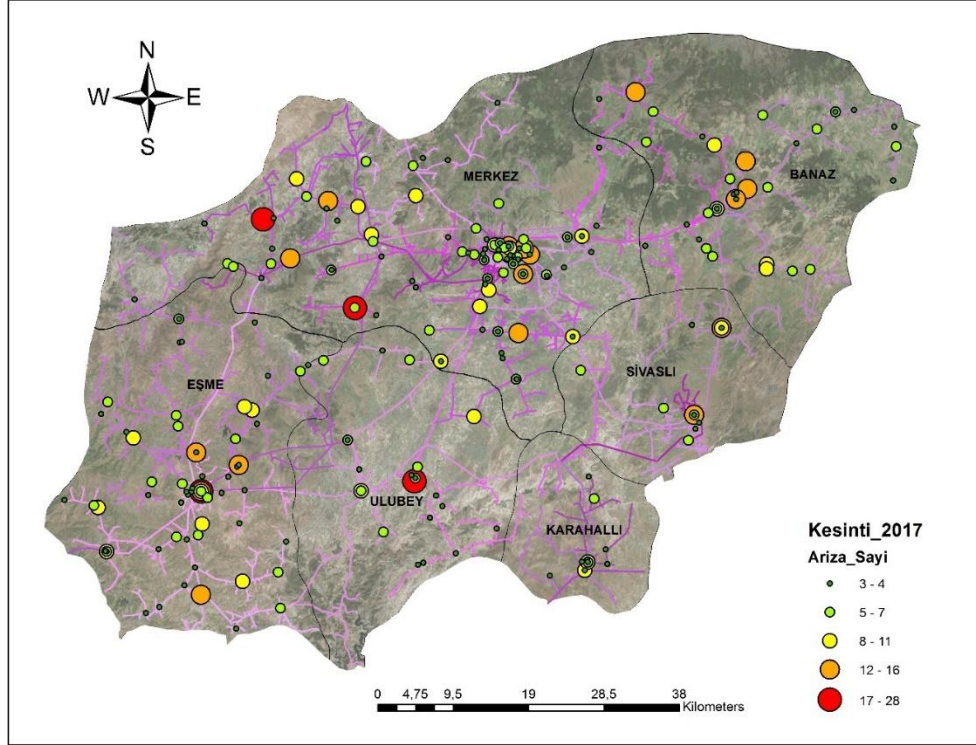 N
W E
S
MERKEZ
BANAZ
EŞME
SİVASLI
ULUBEY
KARAHALLI
Kesinti_2017
Ariza_Sayi
3 - 4
5 - 7
8 - 11
12 - 16
17 - 28
0 4,75 9,5 19 28,5 38
Kilometers